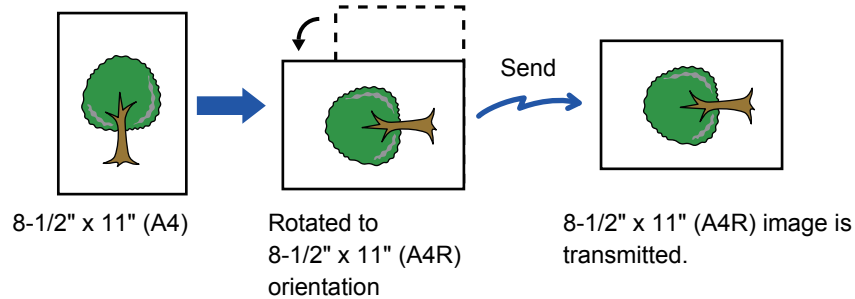 Send
8-1/2" x 11" (A4)
Rotated to
8-1/2" x 11" (A4R)
orientation
8-1/2" x 11" (A4R) image is
transmitted.